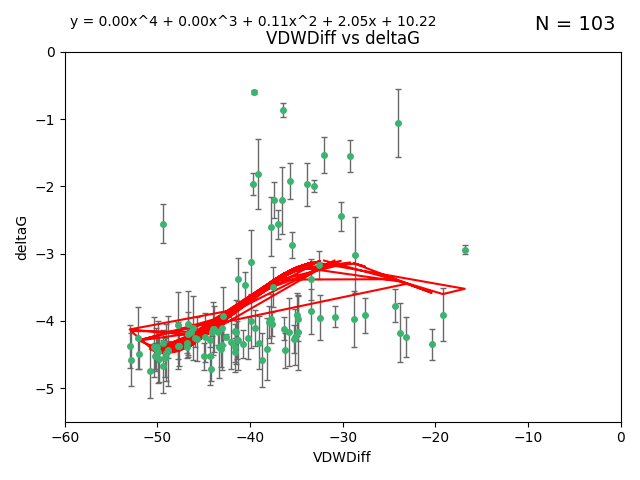 y = 0.00x^4 + 0.00x^3 + 0.11x^2 + 2.05x + 10.22
N = 103
VDWDiff vs deltaG
0
−1
−2
−3
−4
−5
deltaG
−60 −50 −40 −30 −20 −10 0
VDWDiff